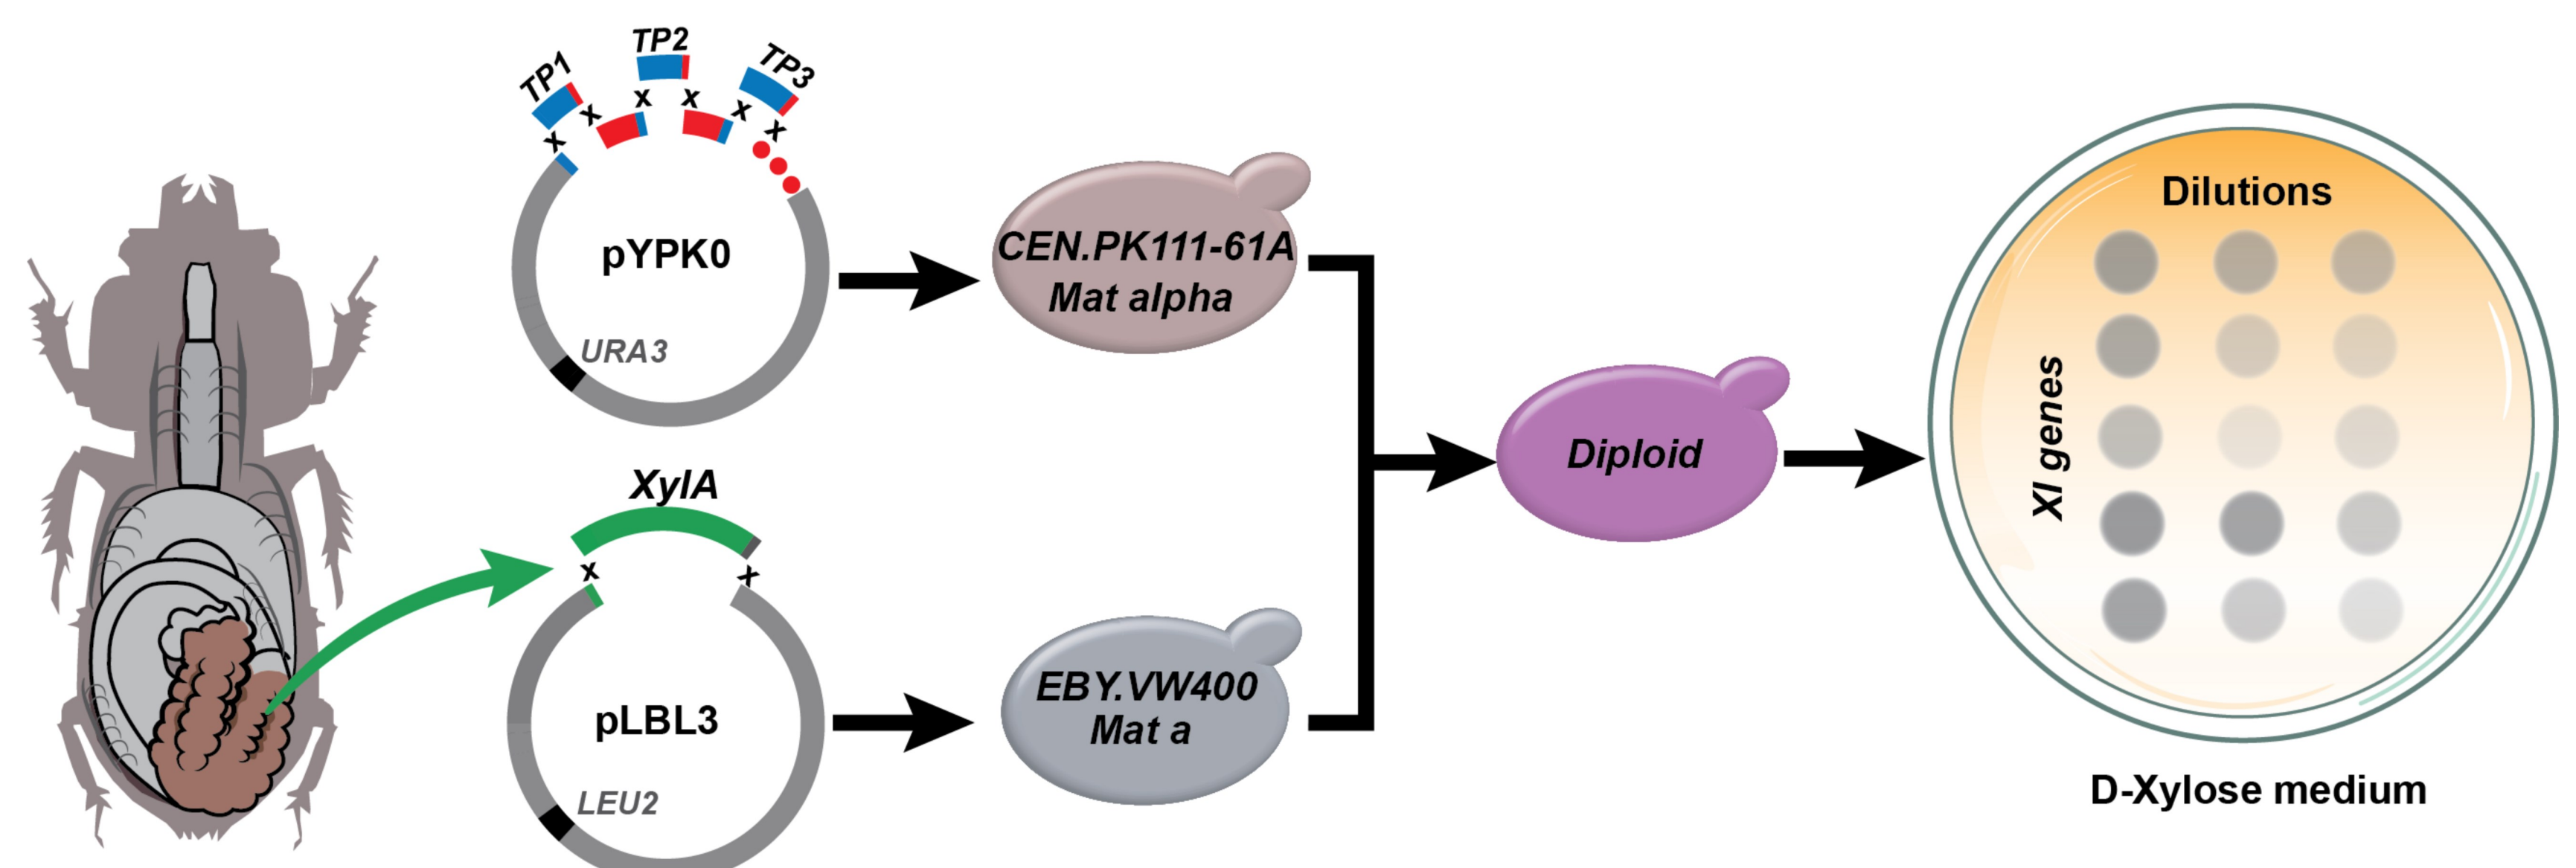 TP1
TP2
TP3
x
x
x
x
x
x
pYPK0
URA3
CEN.PK111-61A
Mat alpha
XylA
x
x
pLBL3
LEU2
EBY.VW400
Mat a
Diploid
Dilutions
XI genes
D-Xylose medium